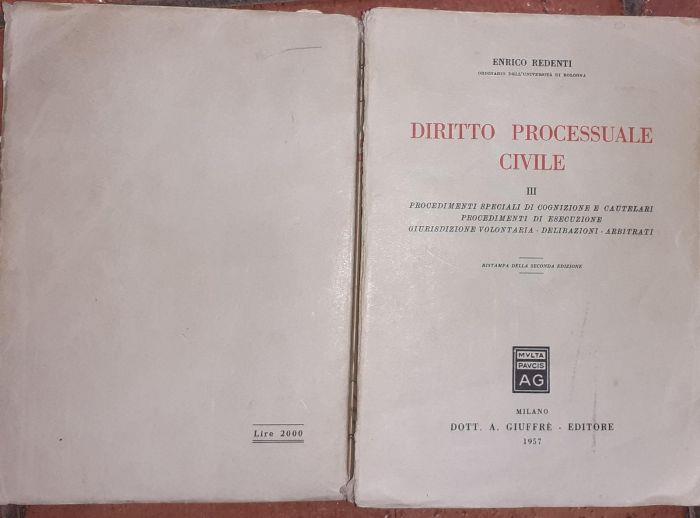 Lire 2000
ENRICO REDENTI
ORDINARIO DELL'UNIVERSITÀ DI BOLOGNA
DIRITTO PROCESSUALE
CIVILE
III
PROCEDIMENTI SPECIALI DI COGNIZIONE E CAUTELARI
PROCEDIMENTI DI ESECUZIONE
GIURISDIZIONE VOLONTARIA - DELIBAZIONI - ARBITRATI
RISTAMPA DELLA SECONDA EDIZIONE
MVLTA
PAVCIS
AG
MILANO
DOTT. A. GIUFFRÈ - EDITORE
1957